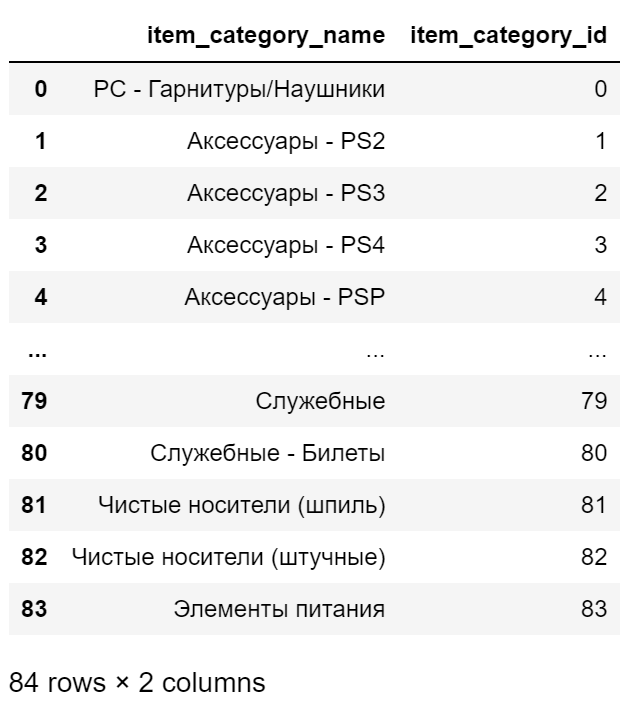 item_category_name item_category_id
0 PC - Гарнитуры/Наушники 0
1 Аксессуары - PS2 1
2 Аксессуары - PS3 2
3 Аксессуары - PS4 3
4 Аксессуары - PSP 4
... ... ...
79 Служебные 79
80 Служебные - Билеты 80
81 Чистые носители (шпиль) 81
82 Чистые носители (штучные) 82
83 Элементы питания 83
84 rows × 2 columns